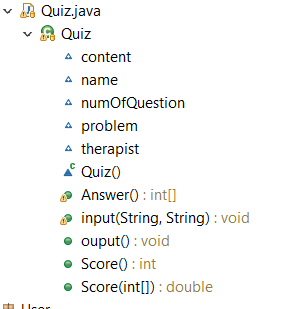 Quiz.java
Quiz
content
name
numOfQuestion
problem
therapist
Quiz()
Answer() : int[]
input(String, String) : void
ouput() : void
Score() : int
Score(int[]) : double